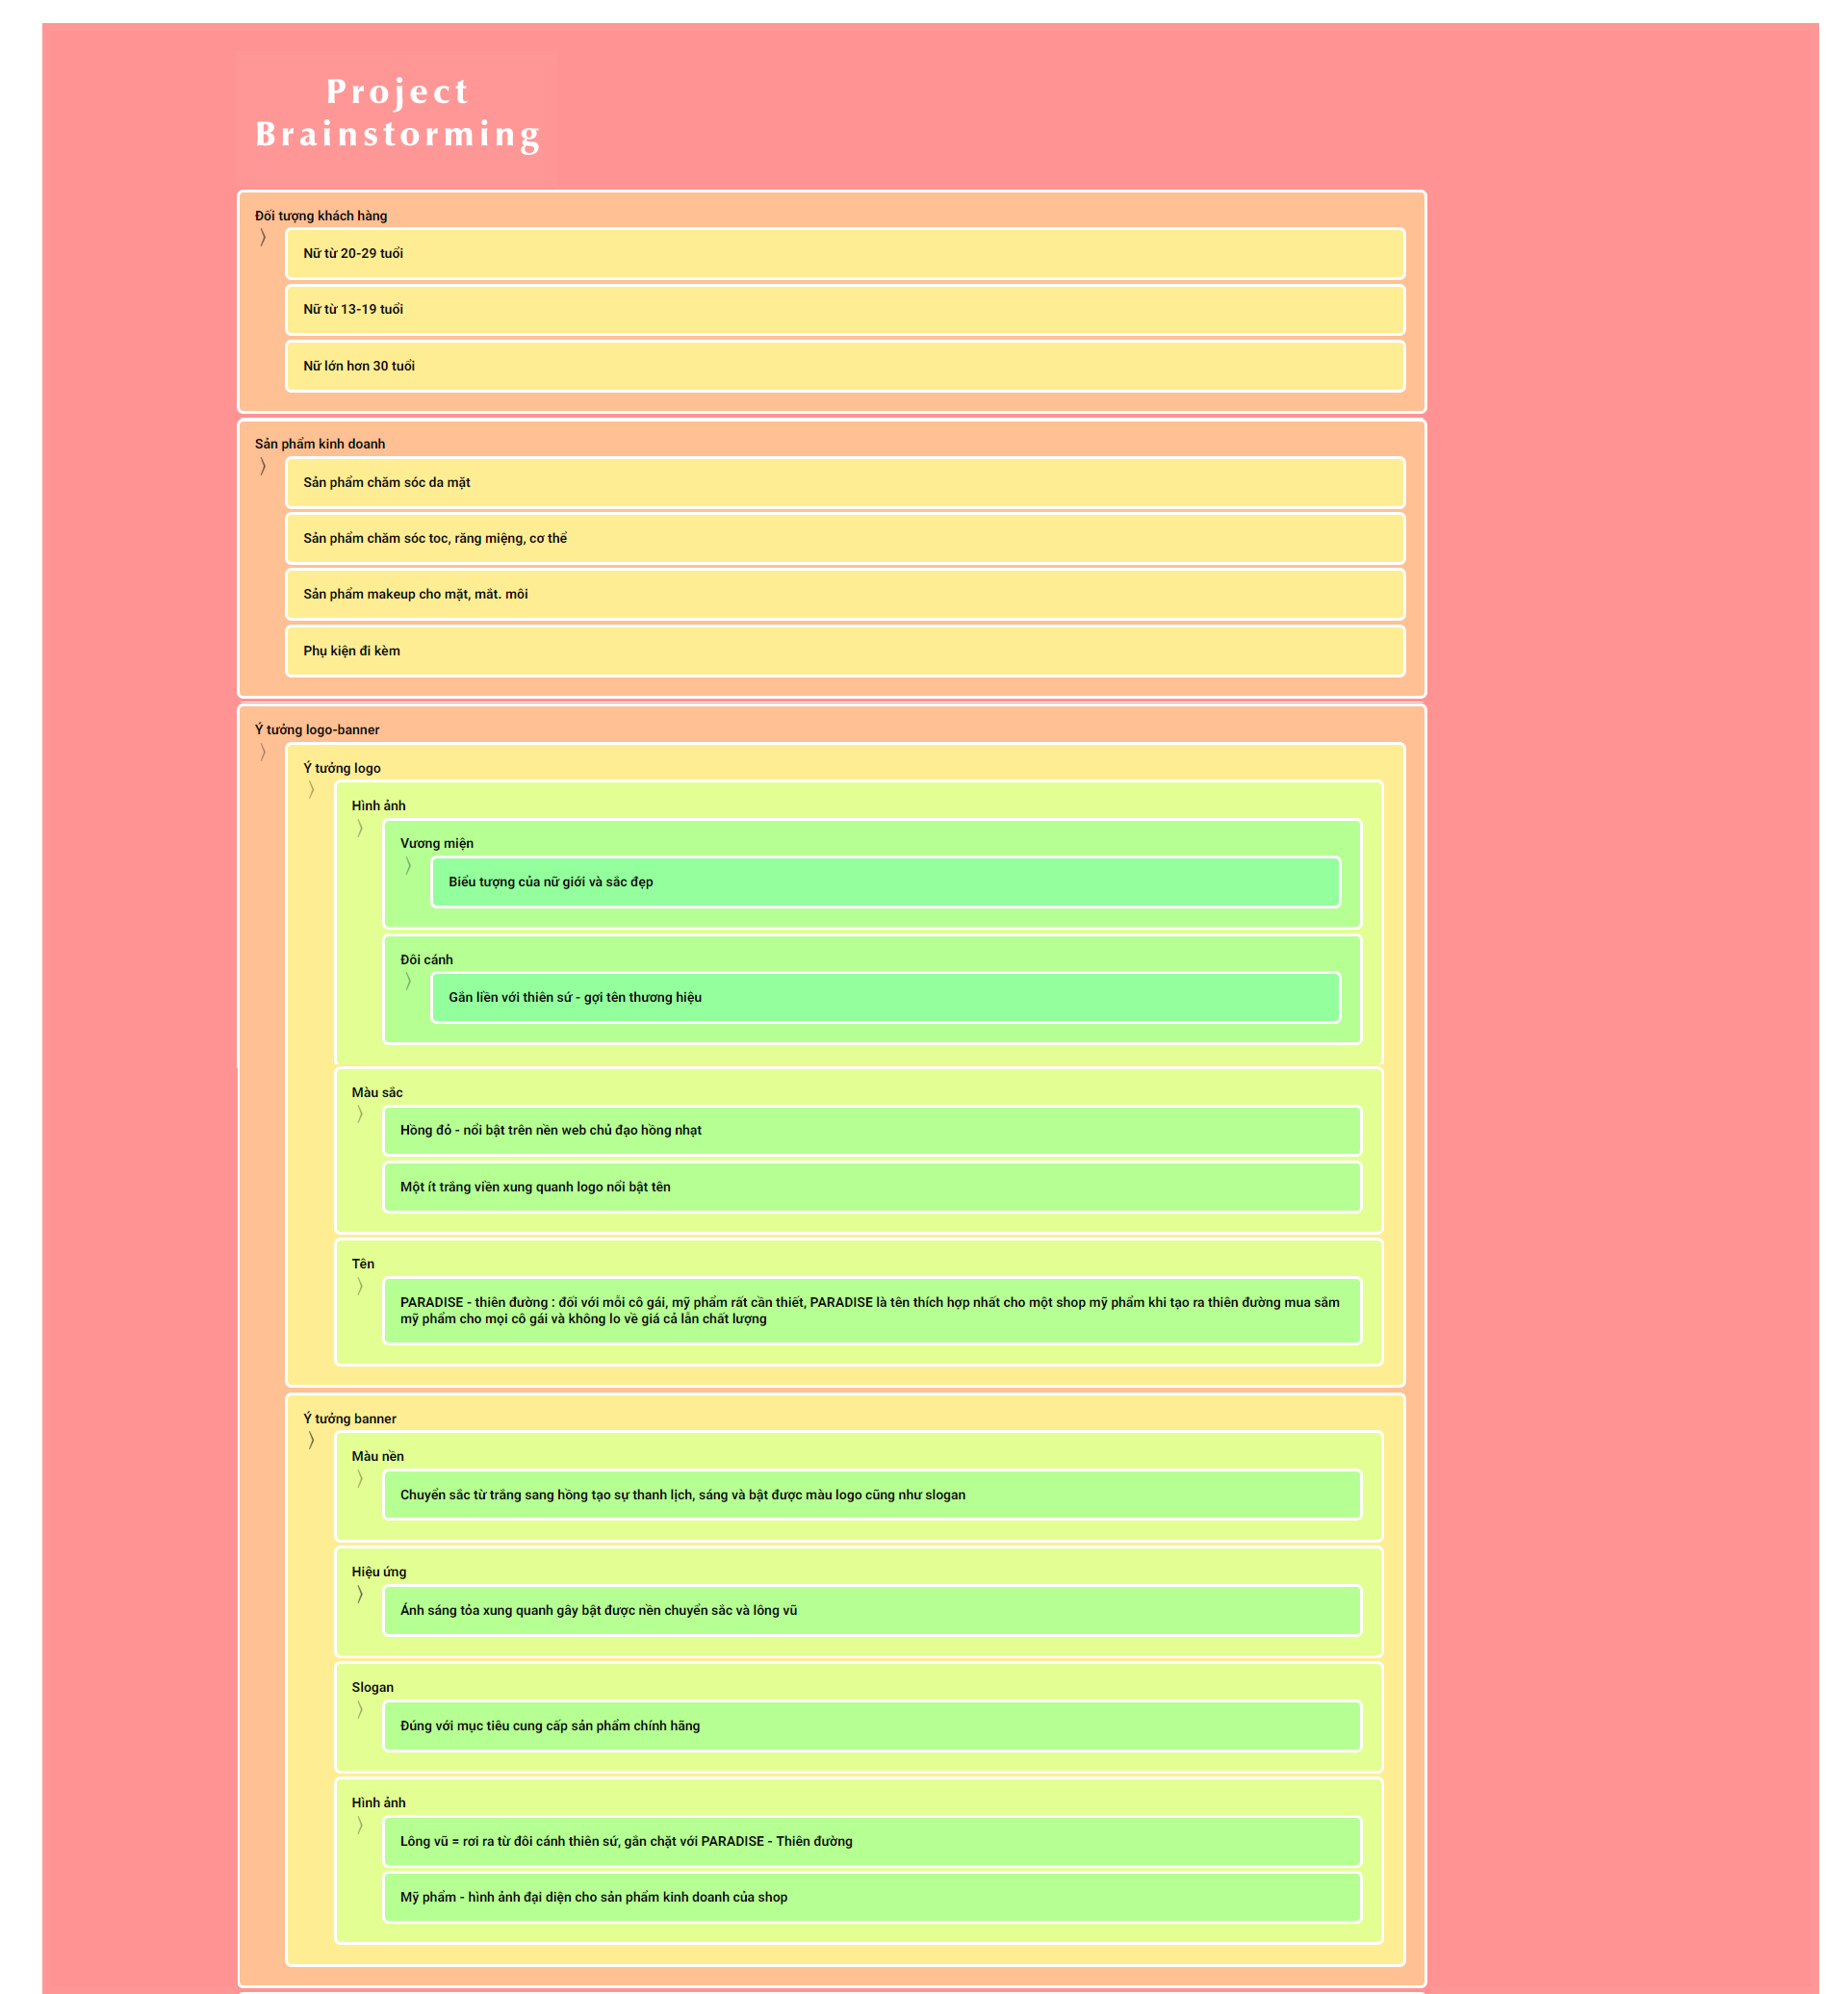 Project
Brainstorming
Đối tượng khách hàng
Nữ từ 20-29 tuổi
Nữ từ 13-19 tuổi
Nữ lớn hơn 30 tuổi
Sản phẩm kinh doanh
Sản phẩm chăm sóc da mặt
Sản phẩm chăm sóc toc, răng miệng, cơ thể
Sản phẩm makeup cho mặt, mắt. môi
Phụ kiện đi kèm
Ý tưởng logo-banner
Ý tưởng logo
Hình ảnh
Vương miện
Biểu tượng của nữ giới và sắc đẹp
Đôi cánh
Gắn liền với thiên sứ - gợi tên thương hiệu
Màu sắc
Hồng đỏ - nổi bật trên nền web chủ đạo hồng nhạt
Một ít trắng viền xung quanh logo nổi bật tên
Tên
PARADISE - thiên đường : đối với mỗi cô gái, mỹ phẩm rất cần thiết, PARADISE là tên thích hợp nhất cho một shop mỹ phẩm khi tạo ra thiên đường mua sắm
mỹ phẩm cho mọi cô gái và không lo về giá cả lẫn chất lượng
Ý tưởng banner
Màu nền
Chuyển sắc từ trắng sang hồng tạo sự thanh lịch, sáng và bật được màu logo cũng như slogan
Hiệu ứng
Ánh sáng tỏa xung quanh gây bật được nền chuyển sắc và lông vũ
Slogan
Đúng với mục tiêu cung cấp sản phẩm chính hãng
Hình ảnh
Lông vũ = rơi ra từ đôi cánh thiên sứ, gắn chặt với PARADISE - Thiên đường
Mỹ phẩm - hình ảnh đại diện cho sản phẩm kinh doanh của shop